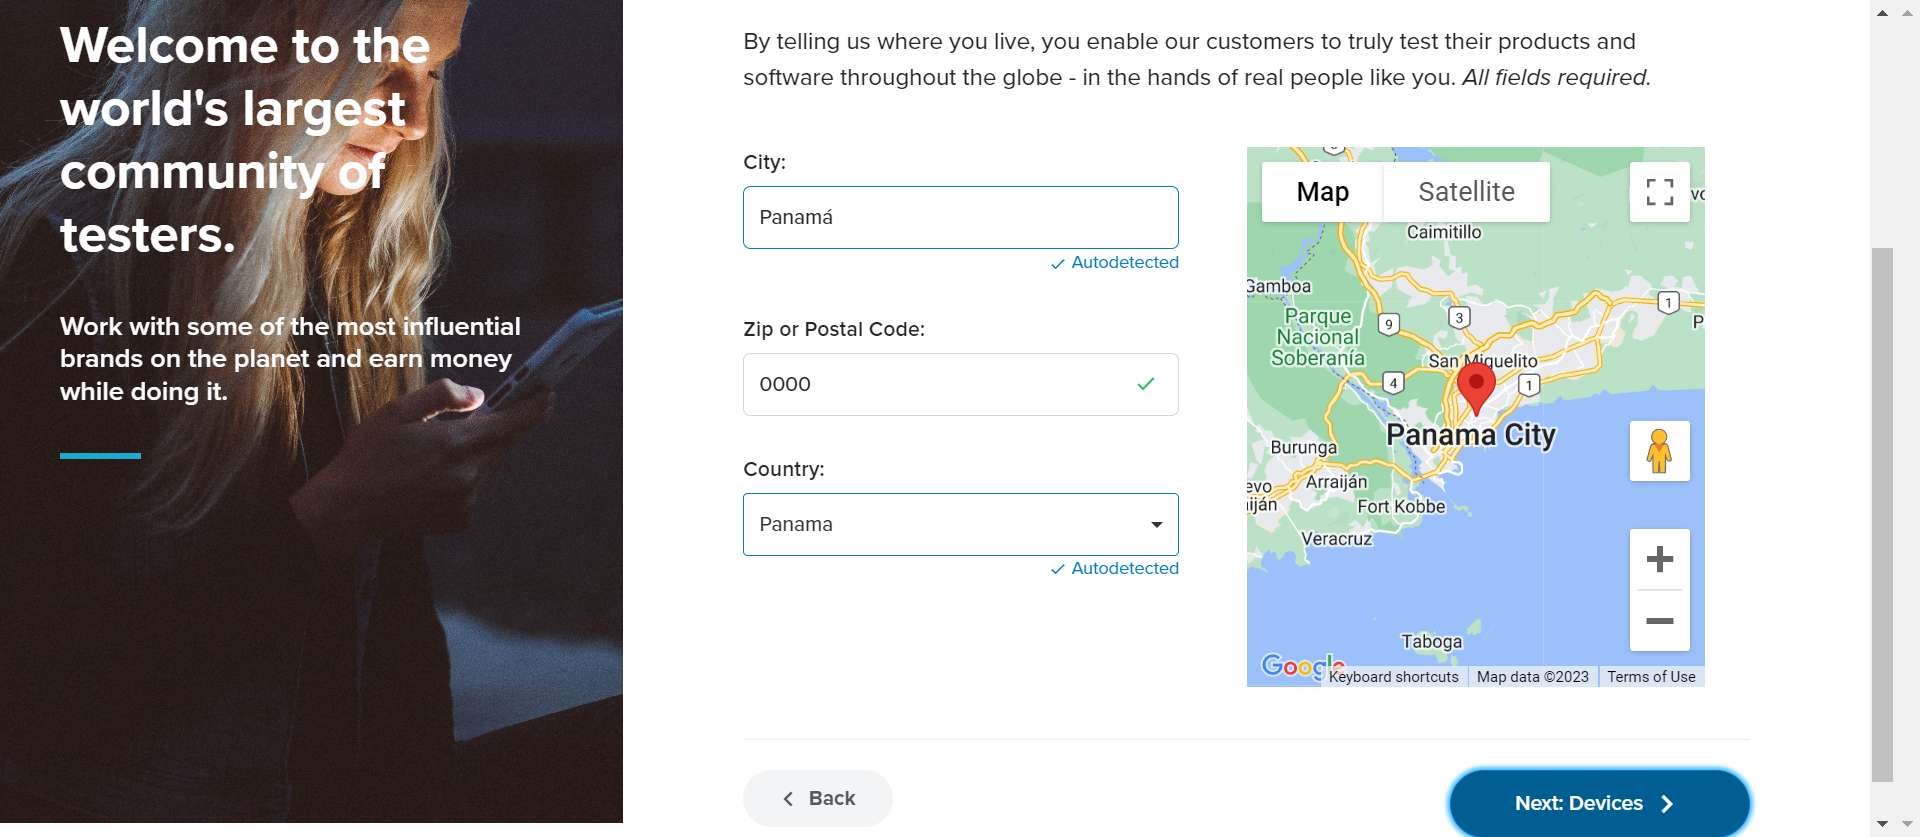 Welcome to the
world's largest
community of
testers.
Work with some of the most influential
brands on the planet and earn money
while doing it.
By telling us where you live, you enable our customers to truly test their products and
software throughout the globe - in the hands of real people like you. All fields required.
City:
Panamá
Autodetected
Zip or Postal Code:
0000
Country:
Panama
Autodetected
Map
Satellite
Caimitillo
Gamboa
Parque
Nacional
Soberanía
1
9
3
San Miguelito
4
1
Panama City
Burunga
Arraiján
Fort Kobbe
Veracruz
Taboga
Google
Keyboard shortcuts
Map data ©2023
Terms of Use
Back
Next: Devices